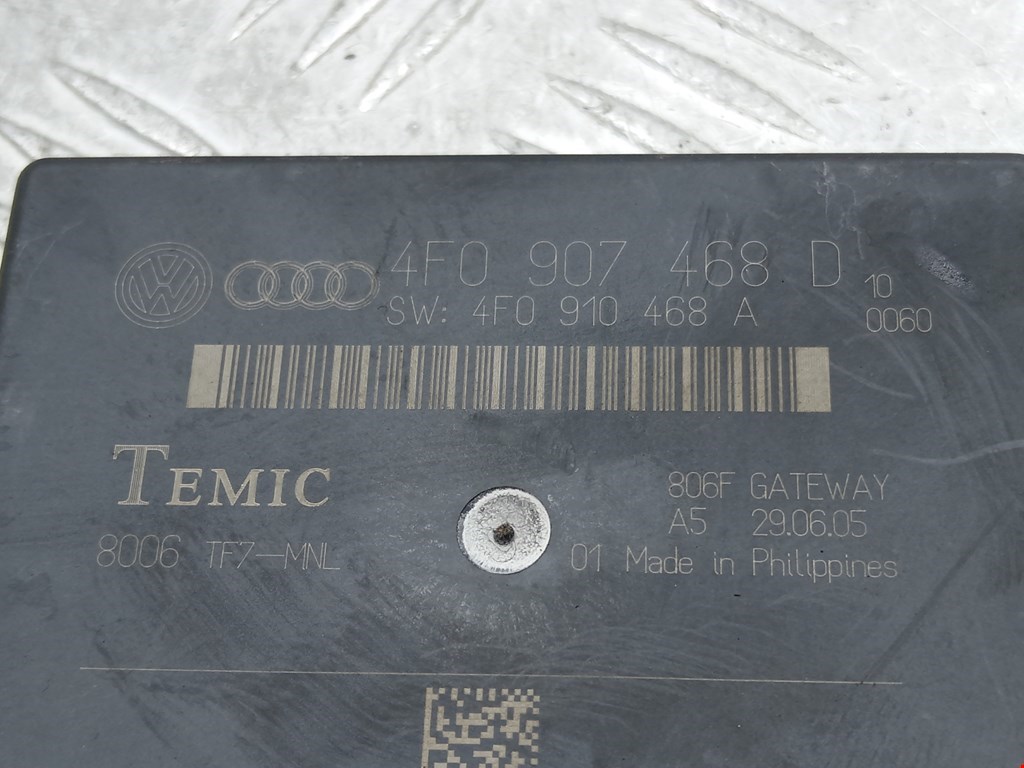 4F0 907 468 D 10
SW: 4F0 910 468 A 0060
TEMIC
806F GATEWAY
A5 29.06.05
8006 TF7-MNL
01 Made in Philippines